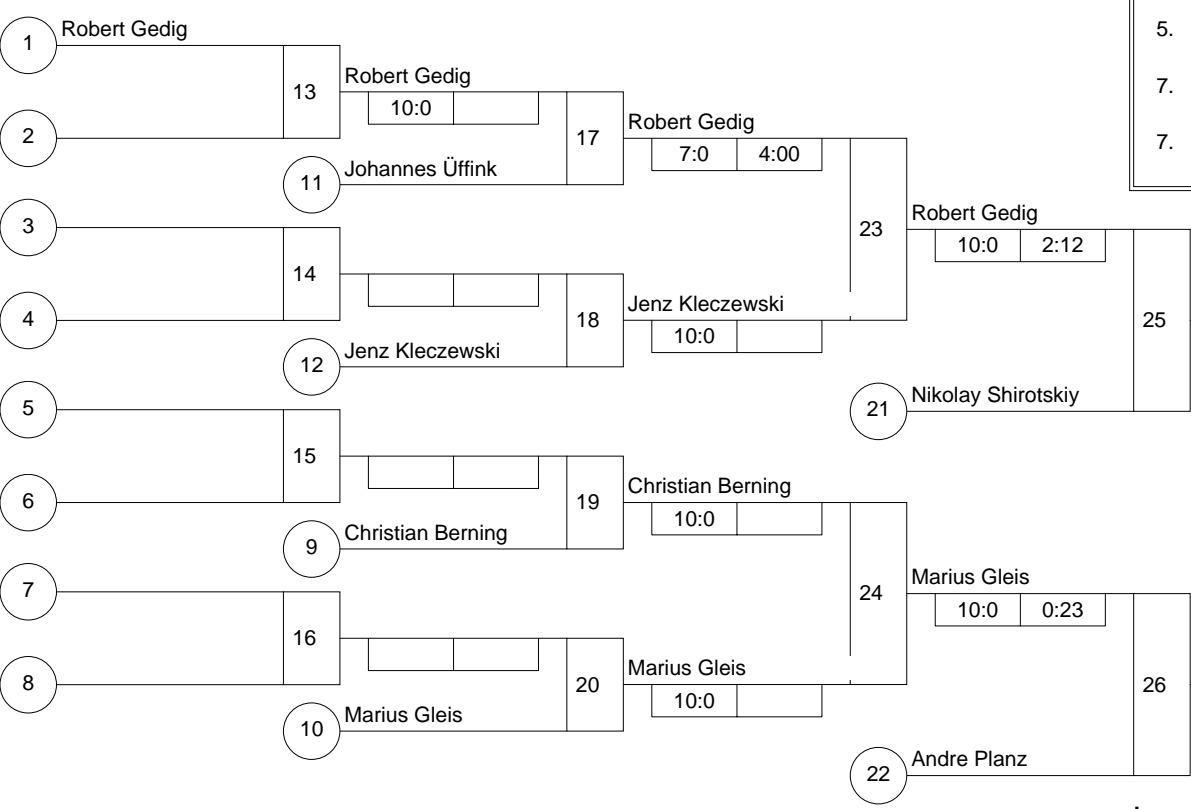 5.
1 Robert Gedig
13 Robert Gedig
10:0
7.
2
17 Robert Gedig
7:0 4:00
7.
11 Johannes Üffink
3
23 Robert Gedig
10:0 2:12
14
4
18 Jenz Kleczewski
10:0
25
12 Jenz Kleczewski
5
21 Nikolay Shirotskiy
15
6
19 Christian Berning
10:0
9 Christian Berning
7
24 Marius Gleis
10:0 0:23
16
8
20 Marius Gleis
10:0
26
10 Marius Gleis
22 Andre Planz